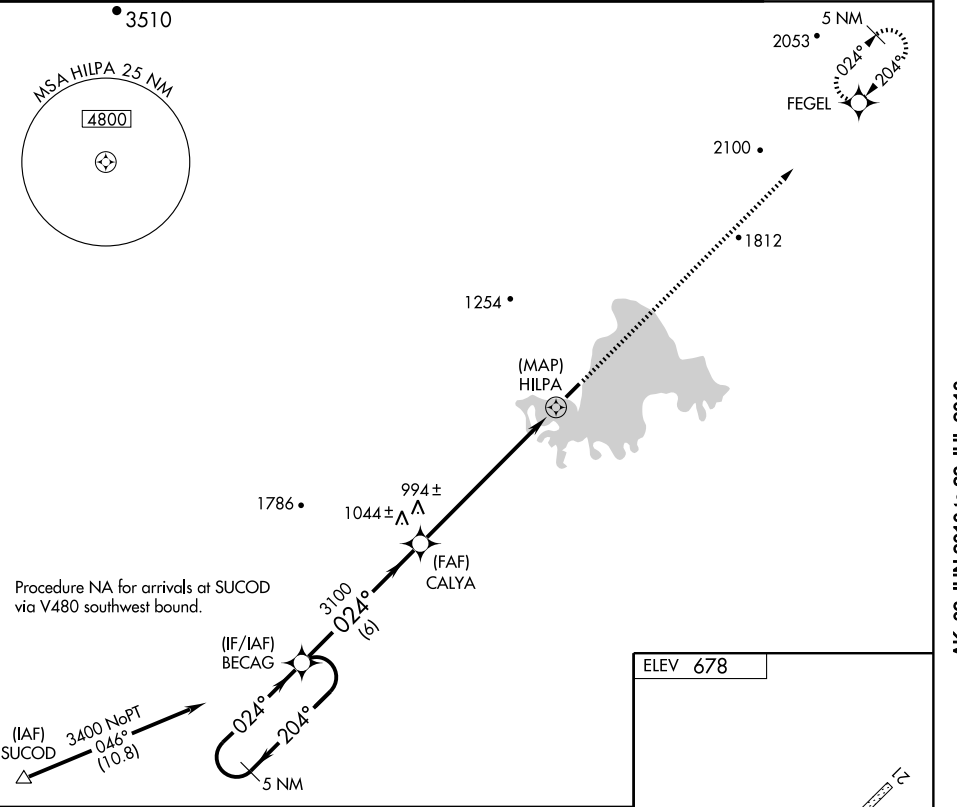 3510
MSA HILPA 25 NM
4800
5 NM
2053
024°
204°
FEGEL
2100
1812
1254
(MAP)
HILPA
994±
1786
1044±
(FAF)
CALYA
Procedure NA for arrivals at SUCOD
via V480 southwest bound.
3100
024°
(6)
(IF/IAF)
BECAG
ELEV 678
024°
204°
(IAF)
SUCOD
3400 NoPT
046°
(10.8)
5 NM
21